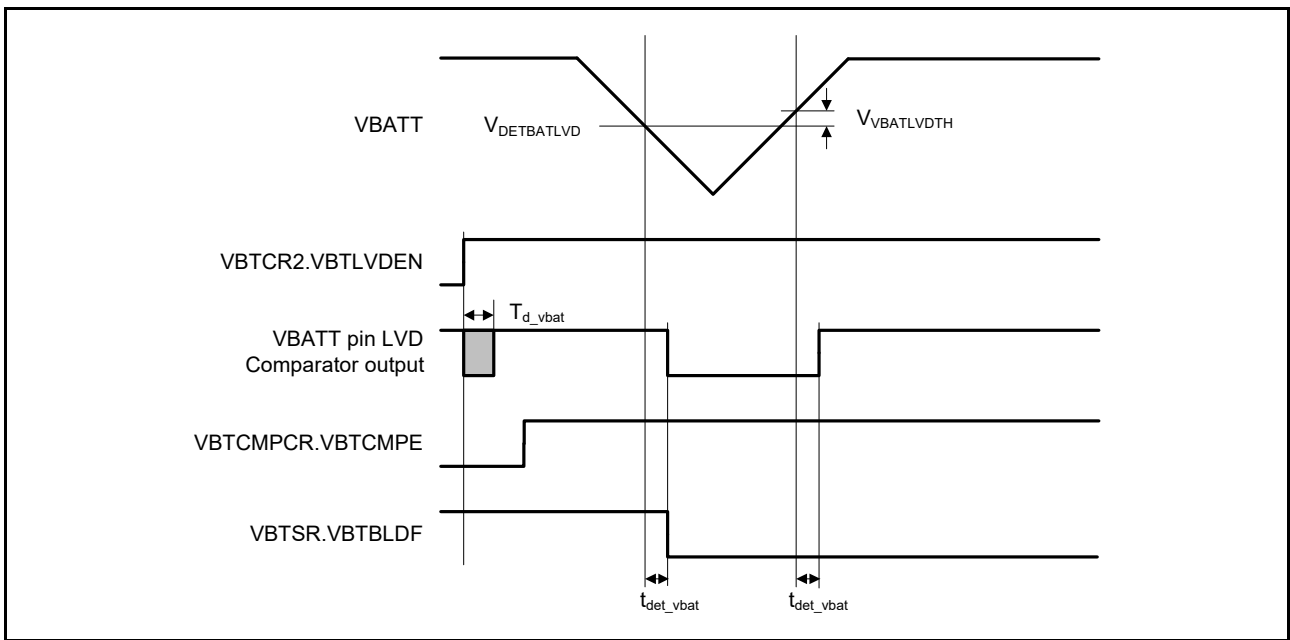 VBATT
VDETBATLVD
VVBATLVDTH
VBTCR2.VBTLVDEN
Td_vbat
VBATT pin LVD
Comparator output
VBTCMPCR.VBTCMPE
VBTSR.VBTBLDF
tdet_vbat
tdet_vbat